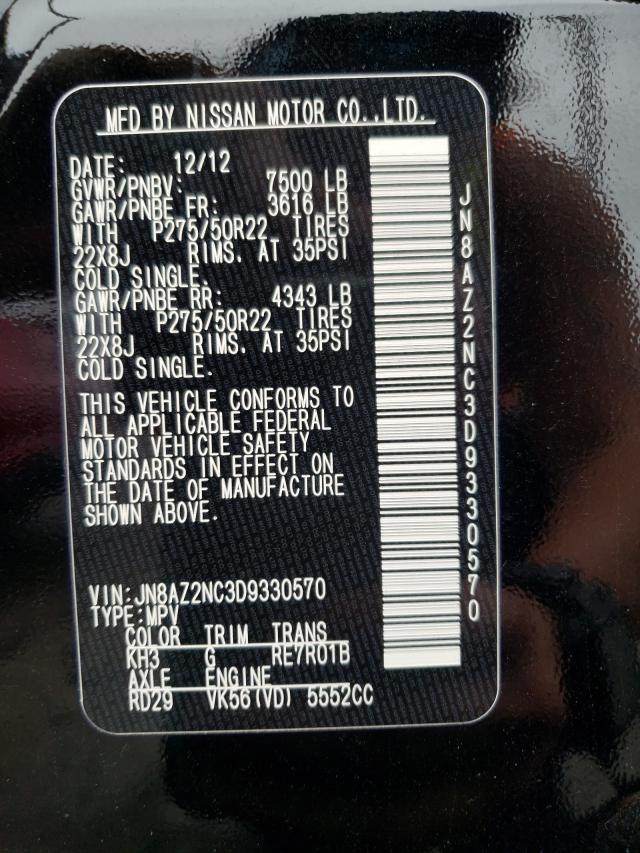 MFD BY NISSAN MOTOR CO.,LTD.
DATE: 12/12
GVWR/PNBV: 7500 LB
GAWR/PNBE FR: 3616 LB
WITH P275/50R22 TIRES
22X8J RIMS. AT 35PSI
COLD SINGLE.
GAWR/PNBE RR: 4343 LB
WITH P275/50R22 TIRES
22X8J RIMS. AT 35PSI
COLD SINGLE.
THIS VEHICLE CONFORMS TO
ALL APPLICABLE FEDERAL
MOTOR VEHICLE SAFETY
STANDARDS IN EFFECT ON
THE DATE OF MANUFACTURE
SHOWN ABOVE.
VIN:JN8AZ2NC3D9330570
TYPE:MPV
COLOR TRIM TRANS
KH3 G RE7R01B
AXLE ENGINE
RD29 VK56(VD) 5552CC
JN8AZ2NC3D9330570